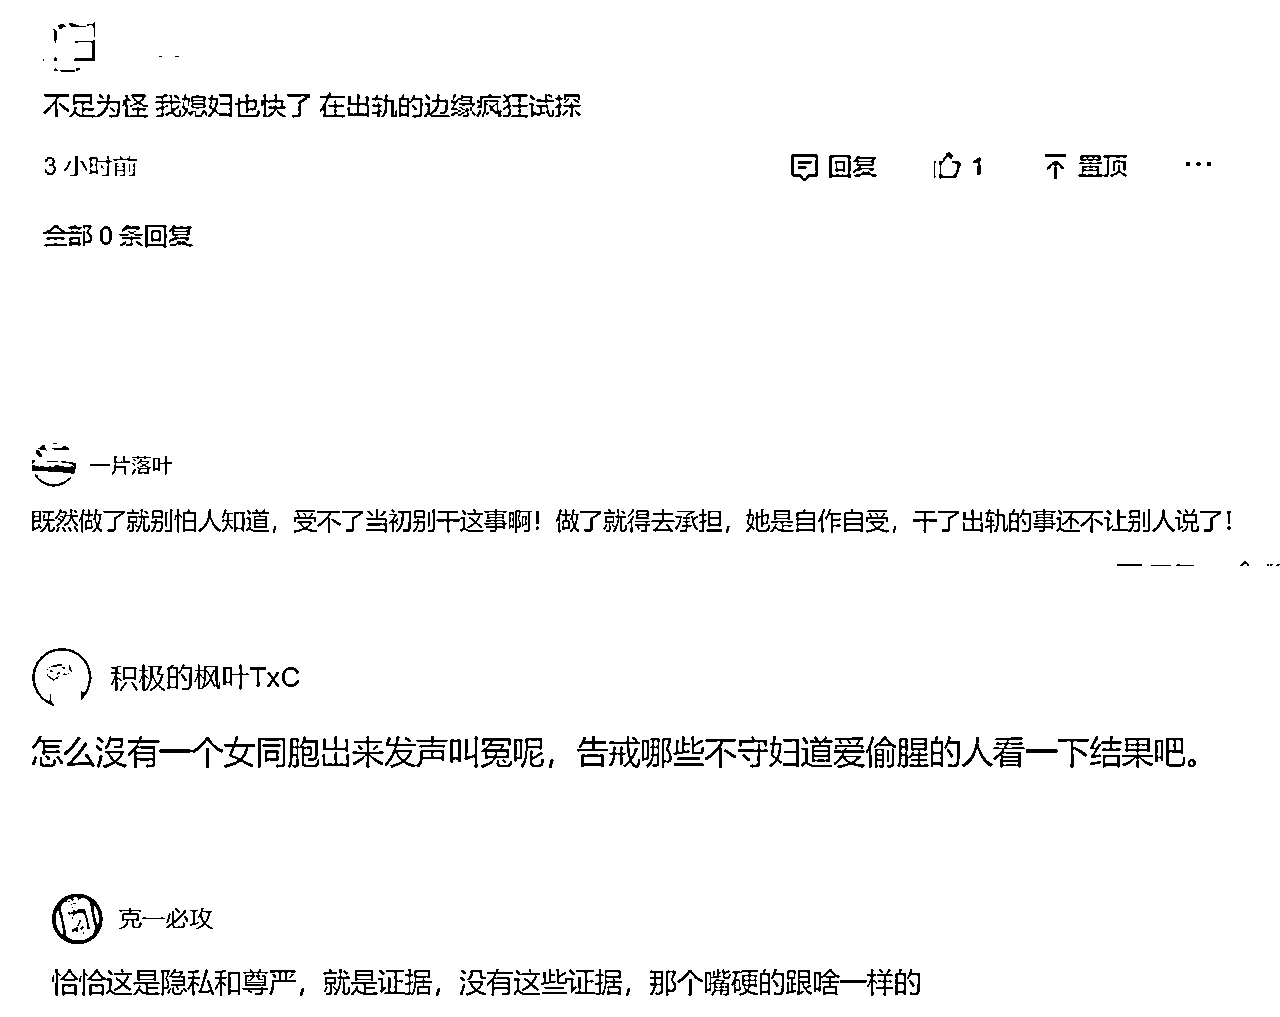 不足为怪 我媳妇也快了 在出轨的边缘疯狂试探
3 小时前 回复 1 置顶 ···
全部 0 条回复
一片落叶
既然做了就别怕人知道，受不了当初别干这事啊！做了就得去承担，她是自作自受，干了出轨的事还不让别人说了！
积极的枫叶TxC
怎么沒有一个女同胞出来发声叫冤呢，告戒哪些不守妇道爱偷腥的人看一下结果吧。
克一必攻
恰恰这是隐私和尊严，就是证据，没有这些证据，那个嘴硬的跟啥一样的